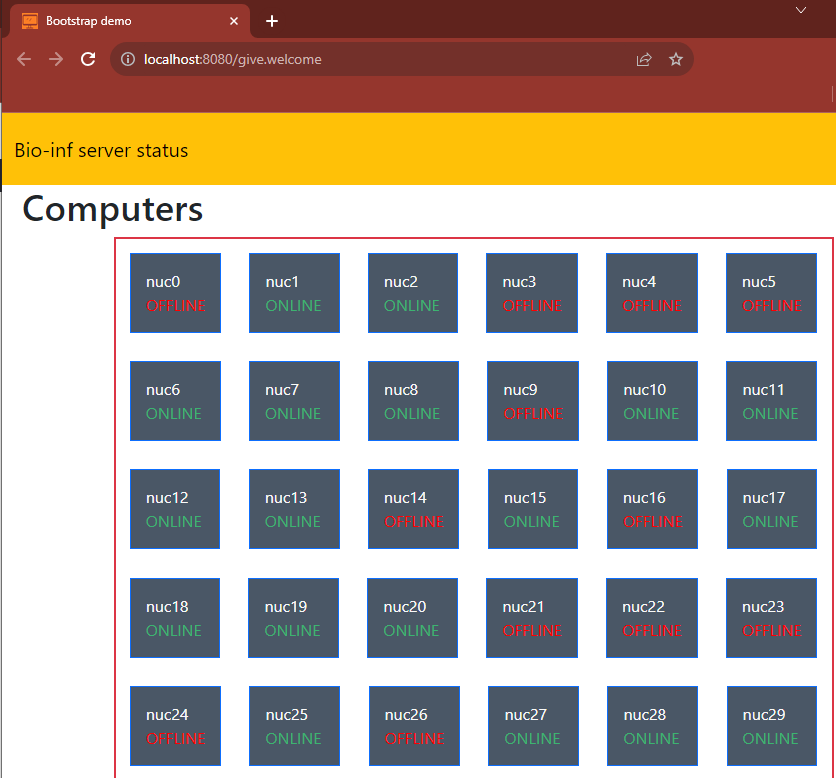 Bootstrap demo
localhost:8080/give.welcome
Bio-inf server status
Computers
nuc0
OFFLINE
nuc1
ONLINE
nuc2
ONLINE
nuc3
OFFLINE
nuc4
OFFLINE
nuc5
OFFLINE
nuc6
ONLINE
nuc7
ONLINE
nuc8
ONLINE
nuc9
OFFLINE
nuc10
ONLINE
nuc11
ONLINE
nuc12
ONLINE
nuc13
ONLINE
nuc14
OFFLINE
nuc15
ONLINE
nuc16
OFFLINE
nuc17
ONLINE
nuc18
ONLINE
nuc19
ONLINE
nuc20
ONLINE
nuc21
OFFLINE
nuc22
OFFLINE
nuc23
OFFLINE
nuc24
OFFLINE
nuc25
ONLINE
nuc26
OFFLINE
nuc27
ONLINE
nuc28
ONLINE
nuc29
ONLINE